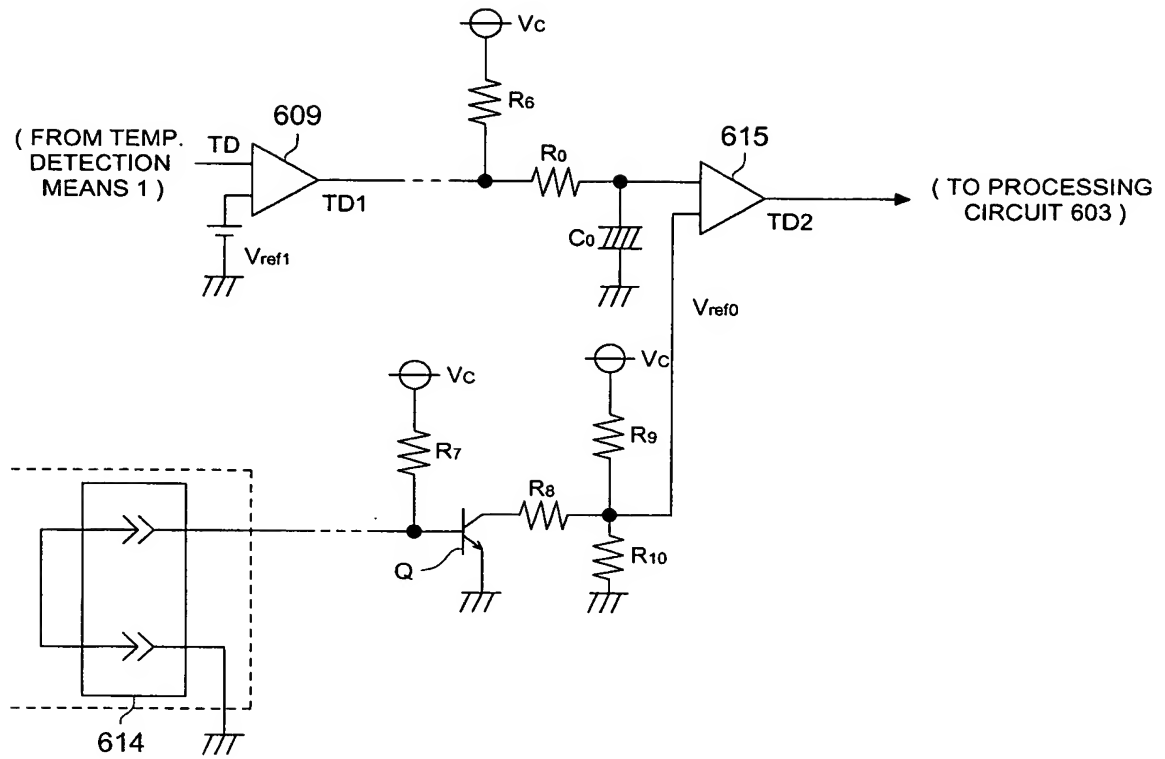 Vc
R6
609
( FROM TEMP.
DETECTION
MEANS 1 )
TD
TD1
Vref1
R0
C0
615
TD2
( TO PROCESSING
CIRCUIT 603 )
Vref0
Vc
R7
Vc
R9
R8
R10
Q
614